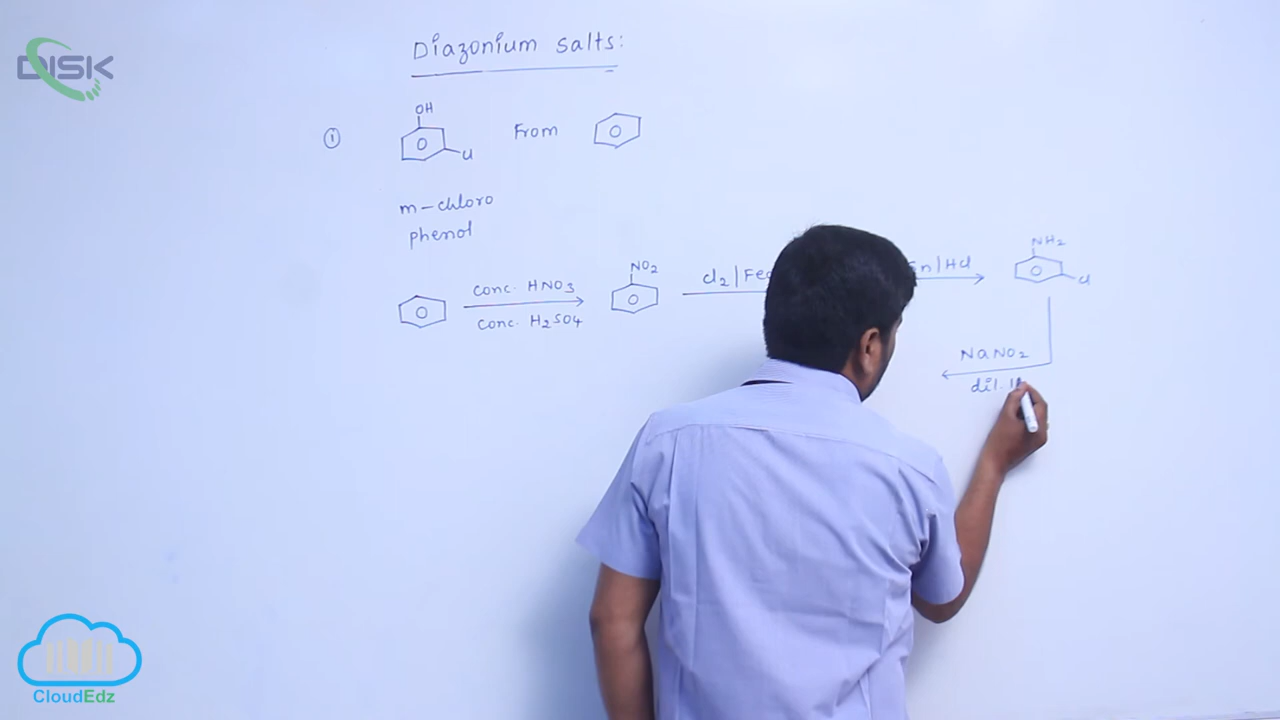 DISK
Diazonium salts:
1
OH
Cl
From
m-chloro
phenol
conc. HNO3
conc. H2SO4
NO2
Cl2|Fe
Sn|HCl
NH2
Cl
NaNO2
dil.
CloudEdz